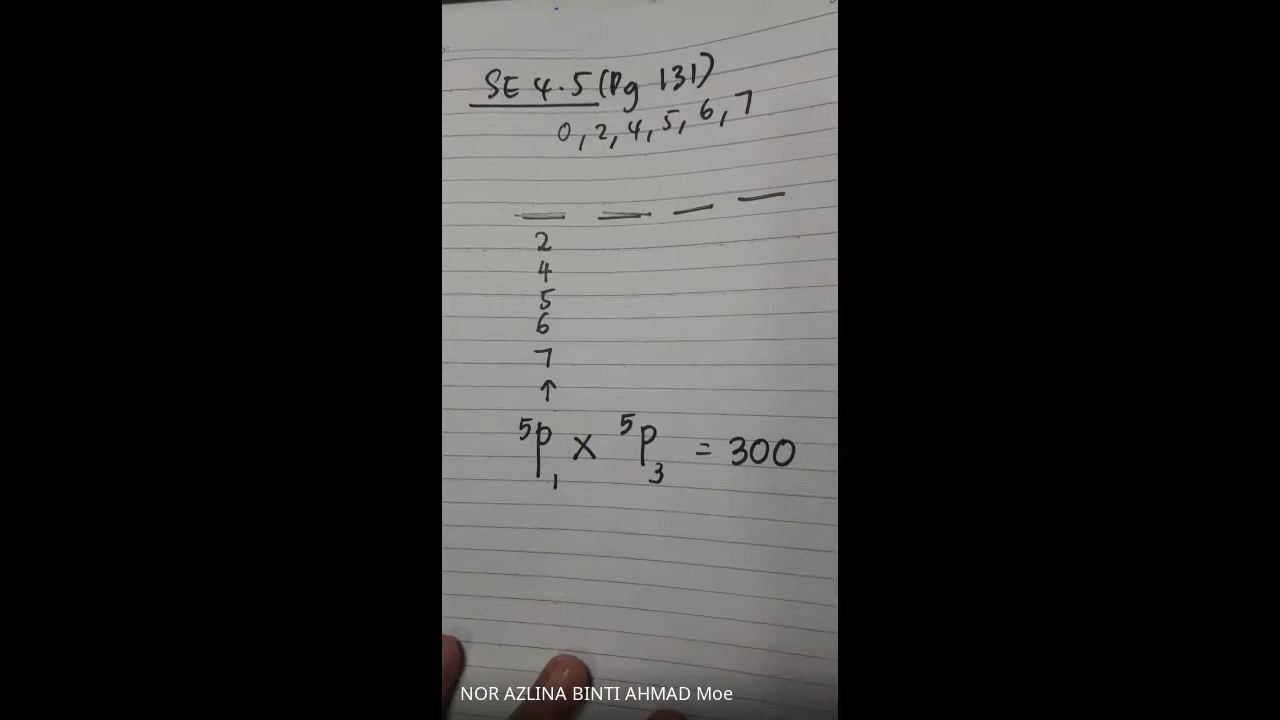 SE 4.5 (Pg 131)
0, 2, 4, 5, 6, 7
2
4
5
6
7
↑
⁵P₁ × ⁵P₃ = 300
NOR AZLINA BINTI AHMAD Moe